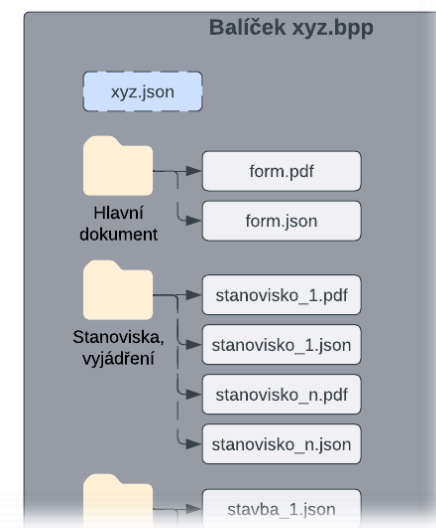 Balíček xyz.bpp
xyz.json
form.pdf
Hlavní
dokument
form.json
stanovisko_1.pdf
Stanoviska,
vyjádření
stanovisko_1.json
stanovisko_n.pdf
stanovisko_n.json
stavba_1.json